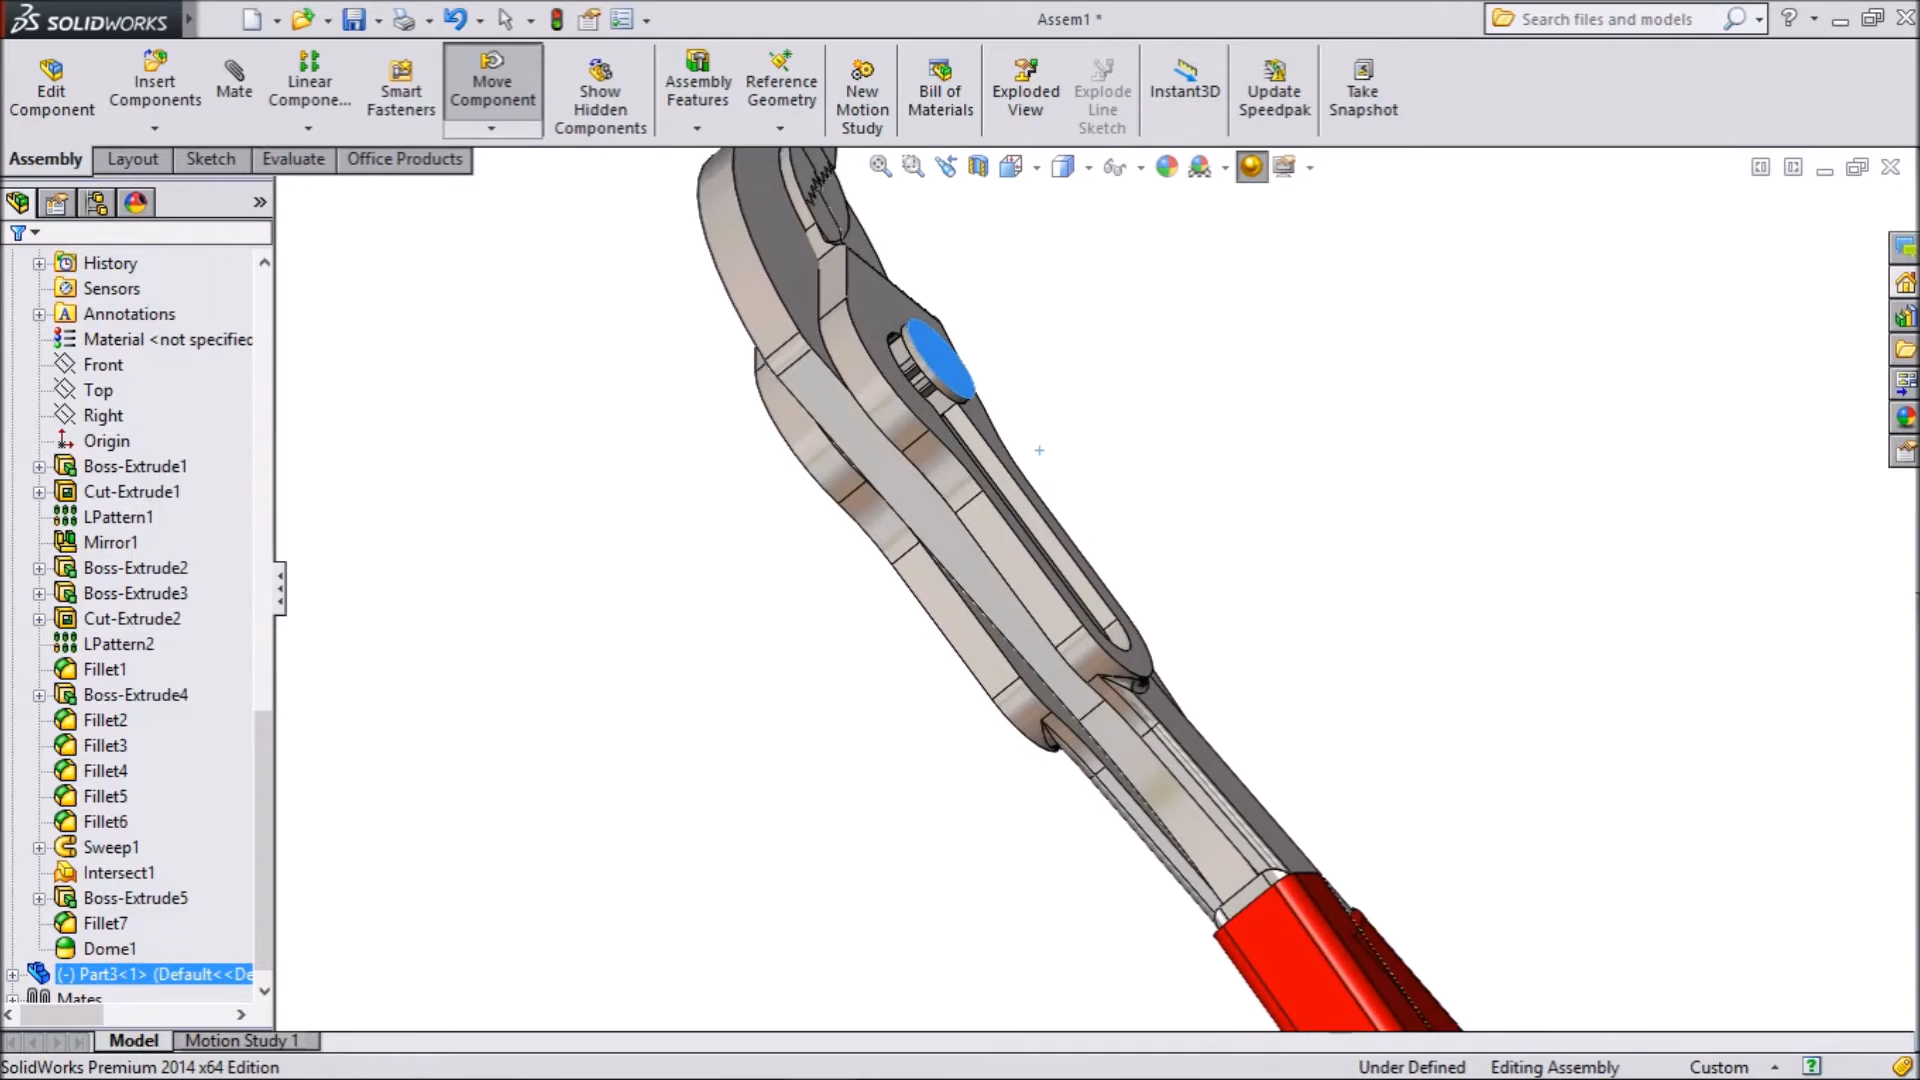 SOLIDWORKS
Assem1 *
Search files and models
Edit Component
Insert Components
Mate
Linear Compone...
Smart Fasteners
Move Component
Show Hidden Components
Assembly Features
Reference Geometry
New Motion Study
Bill of Materials
Exploded View
Explode Line Sketch
Instant3D
Update Speedpak
Take Snapshot
Assembly
Layout
Sketch
Evaluate
Office Products
History
Sensors
Annotations
Material <not specified
Front
Top
Right
Origin
Boss-Extrude1
Cut-Extrude1
LPattern1
Mirror1
Boss-Extrude2
Boss-Extrude3
Cut-Extrude2
LPattern2
Fillet1
Boss-Extrude4
Fillet2
Fillet3
Fillet4
Fillet5
Fillet6
Sweep1
Intersect1
Boss-Extrude5
Fillet7
Dome1
(-) Part3<1> (Default<<De
Mates
Model
Motion Study 1
SolidWorks Premium 2014 x64 Edition
Under Defined
Editing Assembly
Custom